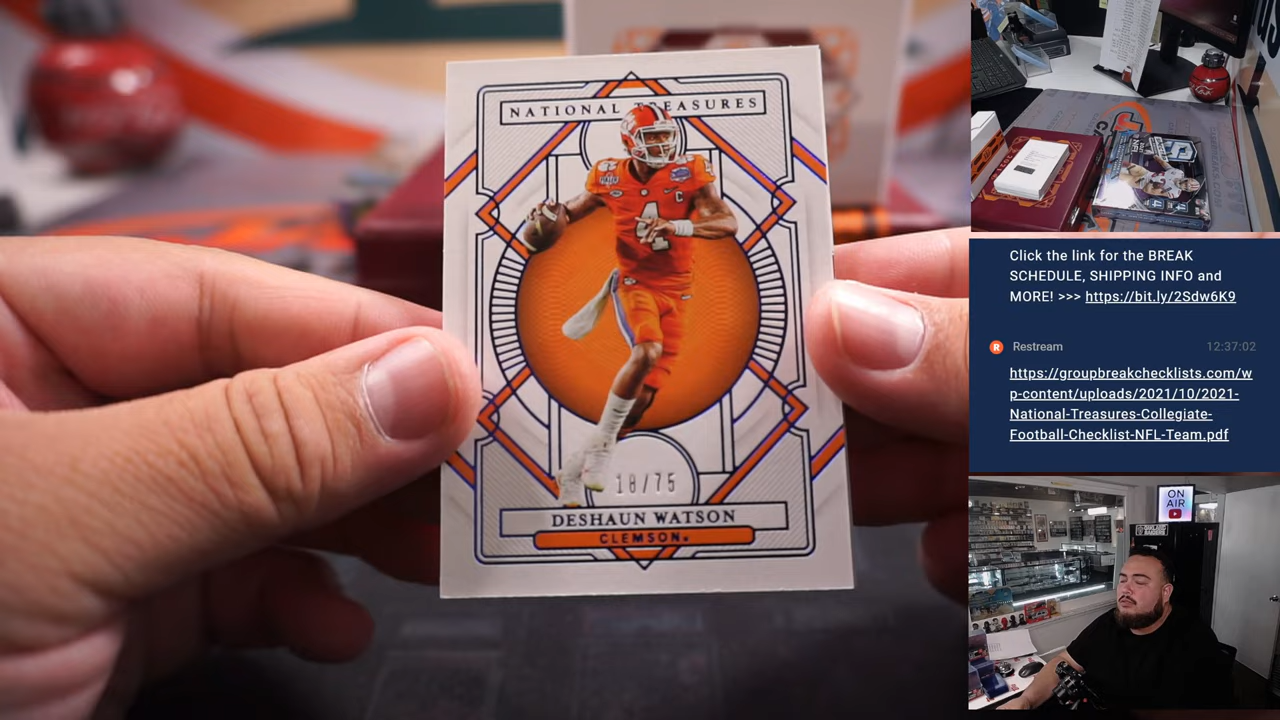 NATIONAL TREASURES
4
C
18/75
DESHAUN WATSON
CLEMSON
Click the link for the BREAK
SCHEDULE, SHIPPING INFO and
MORE! >>> https://bit.ly/2Sdw6K9
R Restream 12:37:02
https://groupbreakchecklists.com/w
p-content/uploads/2021/10/2021-
National-Treasures-Collegiate-
Football-Checklist-NFL-Team.pdf
ON
AIR